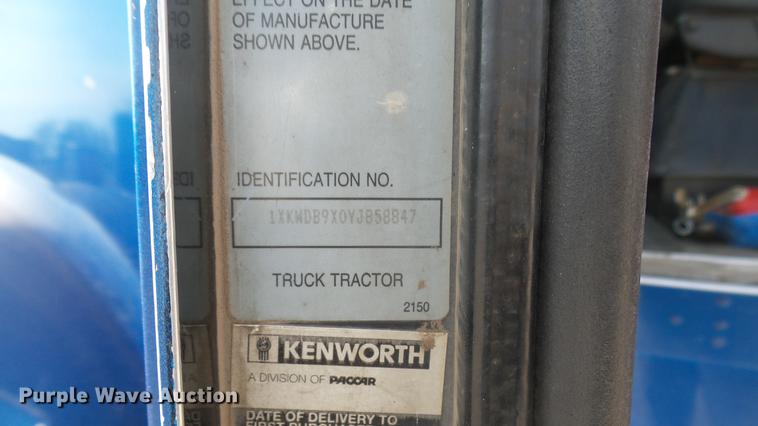 EFFECT ON THE DATE
OF MANUFACTURE
SHOWN ABOVE.
IDENTIFICATION NO.
1XKWDB9X0YJ858847
TRUCK TRACTOR
2150
KENWORTH
A DIVISION OF PACCAR
DATE OF DELIVERY TO
Purple Wave Auction